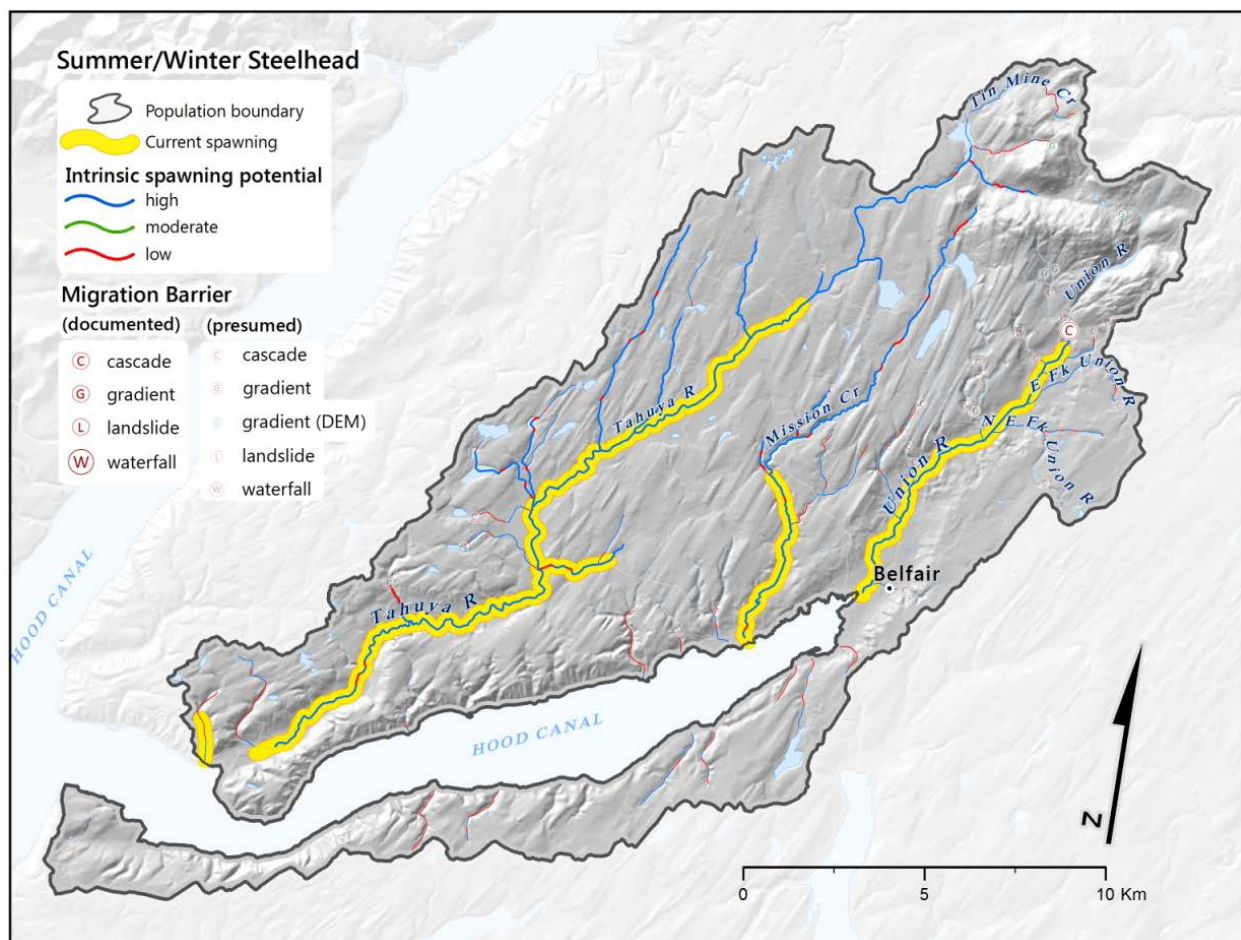 Summer/Winter Steelhead
Population boundary
Current spawning
Intrinsic spawning potential
high
moderate
low
Migration Barrier
(documented)
(presumed)
C cascade
C cascade
G gradient
G gradient
L landslide
G gradient (DEM)
W waterfall
L landslide
W waterfall
Tin Mine Cr
Union R
C
E Fk Union R
N E Fk Union R
Tahuya R
Mission Cr
Union R
Belfair
Tahuya R
HOOD CANAL
HOOD CANAL
N
0 5 10 Km